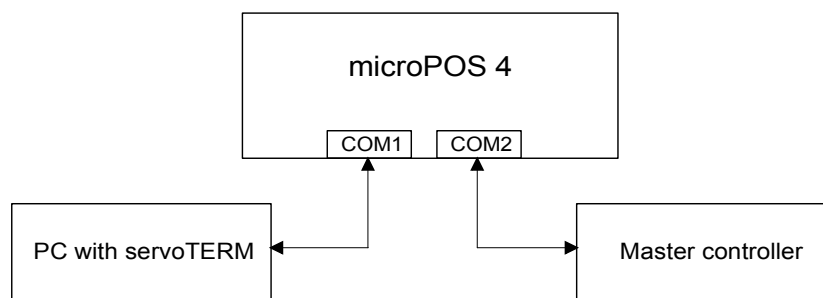 microPOS 4
COM1 COM2
PC with servoTERM
Master controller